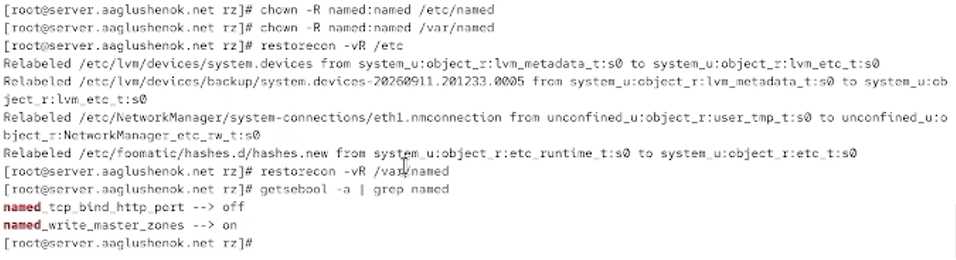 [root@server.aaglushenok.net rz]# chown -R named:named /etc/named
[root@server.aaglushenok.net rz]# chown -R named:named /var/named
[root@server.aaglushenok.net rz]# restorecon -vR /etc
Relabeled /etc/lvm/devices/system.devices from system_u:object_r:lvm_metadata_t:s0 to system_u:object_r:lvm_etc_t:s0
Relabeled /etc/lvm/devices/backup/system.devices-20260911.201233.0005 from system_u:object_r:lvm_metadata_t:s0 to system_u:ob
ject_r:lvm_etc_t:s0
Relabeled /etc/NetworkManager/system-connections/eth1.nmconnection from unconfined_u:object_r:user_tmp_t:s0 to unconfined_u:o
bject_r:NetworkManager_etc_rw_t:s0
Relabeled /etc/foomatic/hashes.d/hashes.new from system_u:object_r:etc_runtime_t:s0 to system_u:object_r:etc_t:s0
[root@server.aaglushenok.net rz]# restorecon -vR /var/named
[root@server.aaglushenok.net rz]# getsebool -a | grep named
named_tcp_bind_http_port --> off
named_write_master_zones --> on
[root@server.aaglushenok.net rz]#